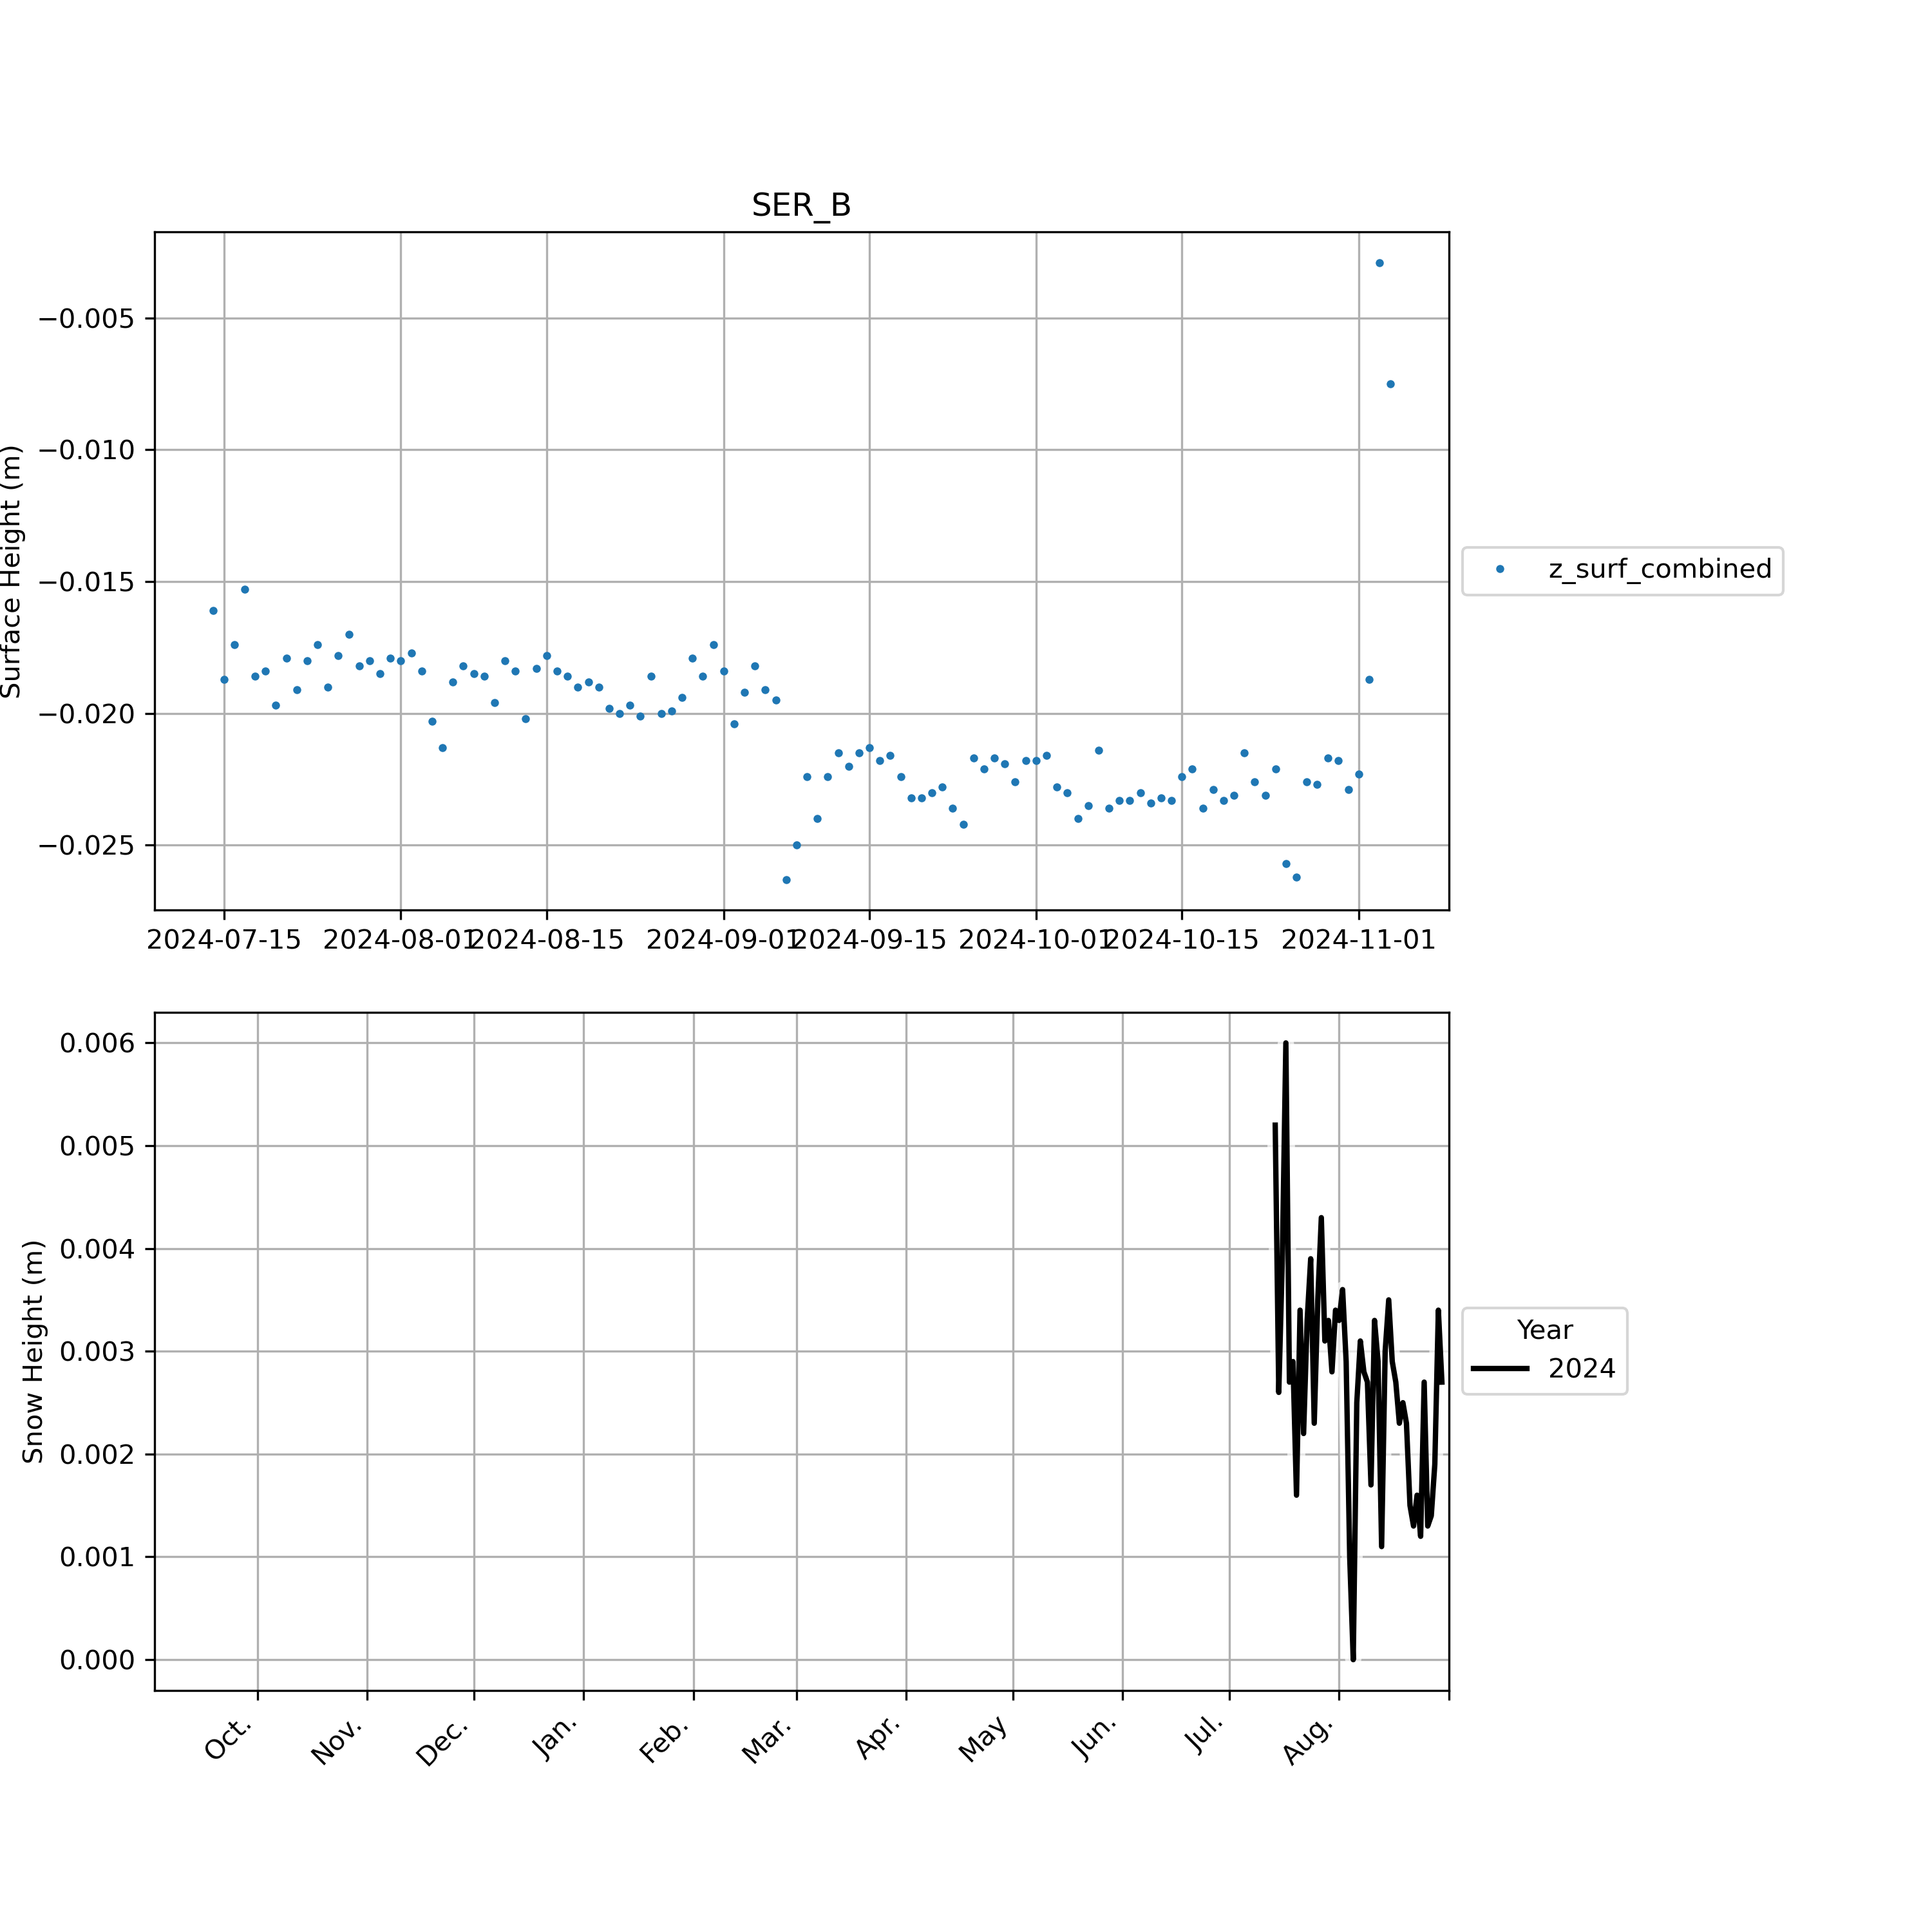 SER_B
Surface Height (m)
−0.005
−0.010
−0.015
−0.020
−0.025
z_surf_combined
2024-07-15 2024-08-01 2024-08-15 2024-09-01 2024-09-15 2024-10-01 2024-10-15 2024-11-01
Snow Height (m)
0.006
0.005
0.004
0.003
0.002
0.001
0.000
Year
2024
Oct. Nov. Dec. Jan. Feb. Mar. Apr. May Jun. Jul. Aug.